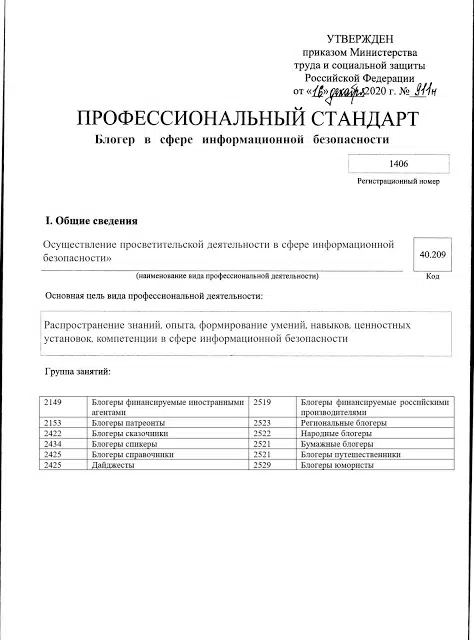 УТВЕРЖДЕН
приказом Министерства
труда и социальной защиты
Российской Федерации
от «16» декабря 2020 г. № 911н
ПРОФЕССИОНАЛЬНЫЙ СТАНДАРТ
Блогер в сфере информационной безопасности
1406
Регистрационный номер
I. Общие сведения
Осуществление просветительской деятельности в сфере информационной
безопасности»
40.209
(наименование вида профессиональной деятельности)
Код
Основная цель вида профессиональной деятельности:
Распространение знаний, опыта, формирование умений, навыков, ценностных
установок, компетенции в сфере информационной безопасности
Группа занятий:
2149 Блогеры финансируемые иностранными 2519 Блогеры финансируемые российскими
агентами производителями
2153 Блогеры патреонты 2523 Региональные блогеры
2422 Блогеры сказочники 2522 Народные блогеры
2434 Блогеры спикеры 2521 Бумажные блогеры
2425 Блогеры справочники 2521 Блогеры путешественники
2425 Дайджесты 2529 Блогеры юмористы